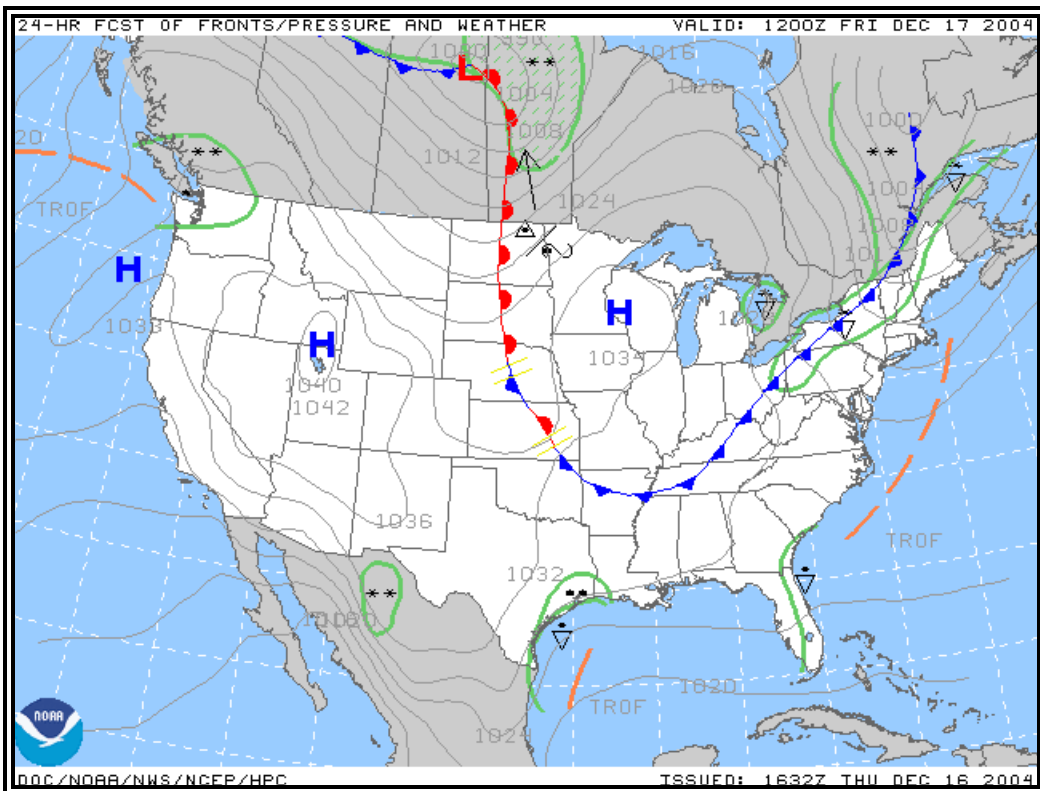 24-HR FCST OF FRONTS/PRESSURE AND WEATHER VALID: 1200Z FRI DEC 17 2004
1016
1020
L
1004
1000
1008
1012
20
1024
TROF
H
H
H
1036
1034
1040
1042
1036
TROF
1032
1020
TROF
1024
NOAA
DOC/NOAA/NWS/NCEP/HPC ISSUED: 1632Z THU DEC 16 2004